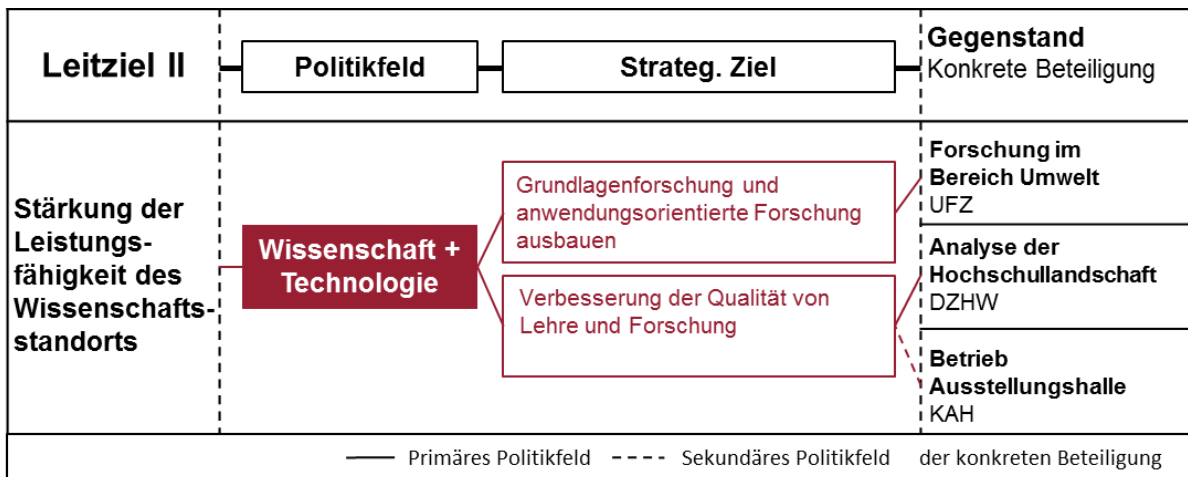 Leitziel II
Politikfeld
Strateg. Ziel
Gegenstand
Konkrete Beteiligung
Stärkung der
Leistungs-
fähigkeit des
Wissenschafts-
standorts
Wissenschaft +
Technologie
Grundlagenforschung und
anwendungsorientierte Forschung
ausbauen
Verbesserung der Qualität von
Lehre und Forschung
Forschung im
Bereich Umwelt
UFZ
Analyse der
Hochschullandschaft
DZHW
Betrieb
Ausstellungshalle
KAH
Primäres Politikfeld Sekundäres Politikfeld der konkreten Beteiligung